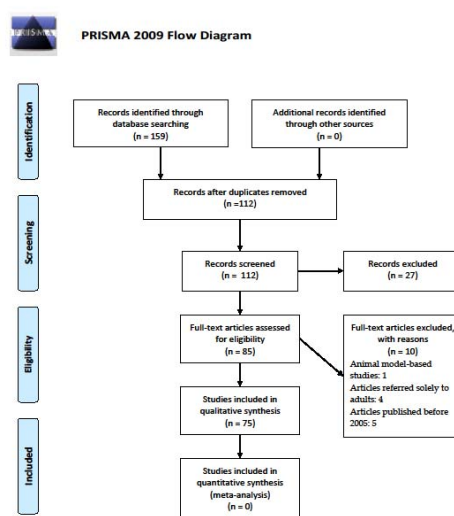 PRISMA
PRISMA 2009 Flow Diagram
Identification
Records identified through
database searching
(n = 159)
Additional records identified
through other sources
(n = 0)
Records after duplicates removed
(n =112)
Screening
Records screened
(n = 112)
Records excluded
(n = 27)
Eligibility
Full-text articles assessed
for eligibility
(n = 85)
Full-text articles excluded,
with reasons
(n = 10)
Animal model-based
studies: 1
Articles referred solely to
adults: 4
Articles published before
2005: 5
Studies included in
qualitative synthesis
(n = 75)
Included
Studies included in
quantitative synthesis
(meta-analysis)
(n = 0)